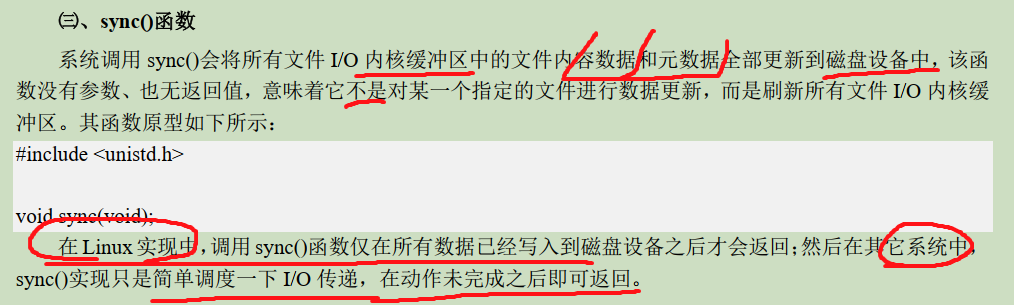 ㈢、sync()函数
系统调用 sync()会将所有文件 I/O 内核缓冲区中的文件内容数据和元数据全部更新到磁盘设备中，该函
数没有参数、也无返回值，意味着它不是对某一个指定的文件进行数据更新，而是刷新所有文件 I/O 内核缓
冲区。其函数原型如下所示：
#include <unistd.h>
void sync(void);
在 Linux 实现中，调用 sync()函数仅在所有数据已经写入到磁盘设备之后才会返回；然后在其它系统中，
sync()实现只是简单调度一下 I/O 传递，在动作未完成之后即可返回。